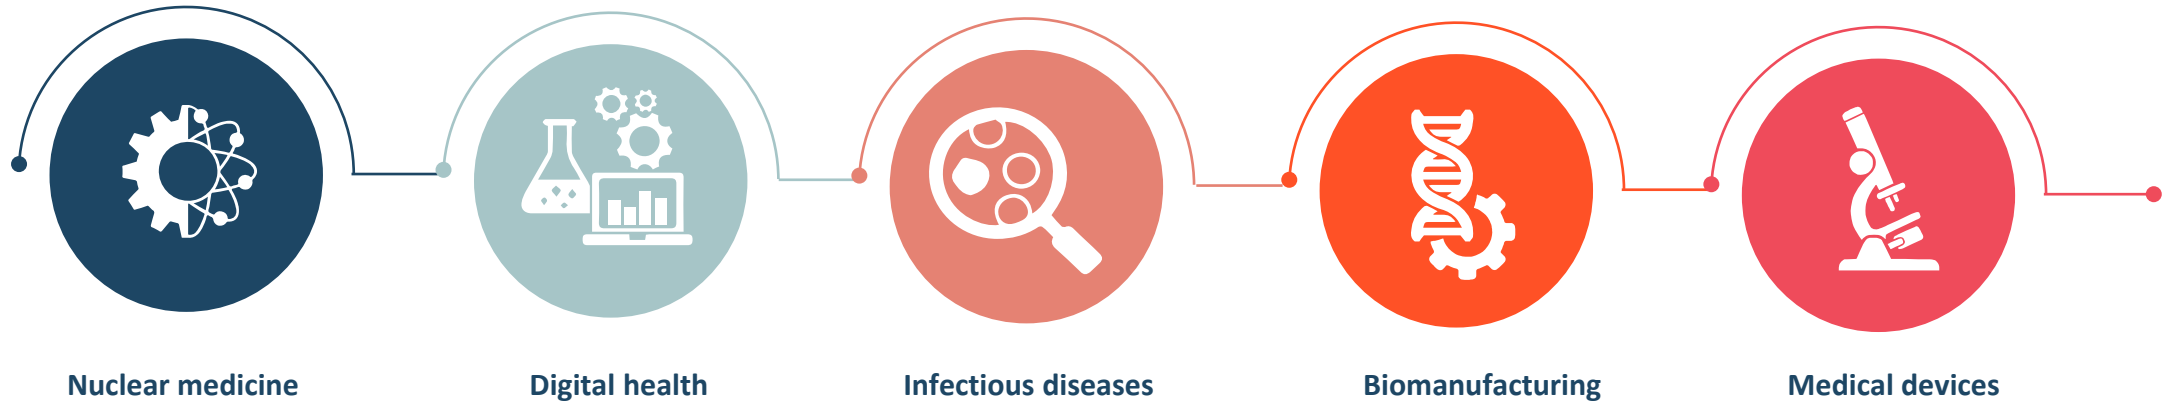 Nuclear medicine
Digital health
Infectious diseases
Biomanufacturing
Medical devices